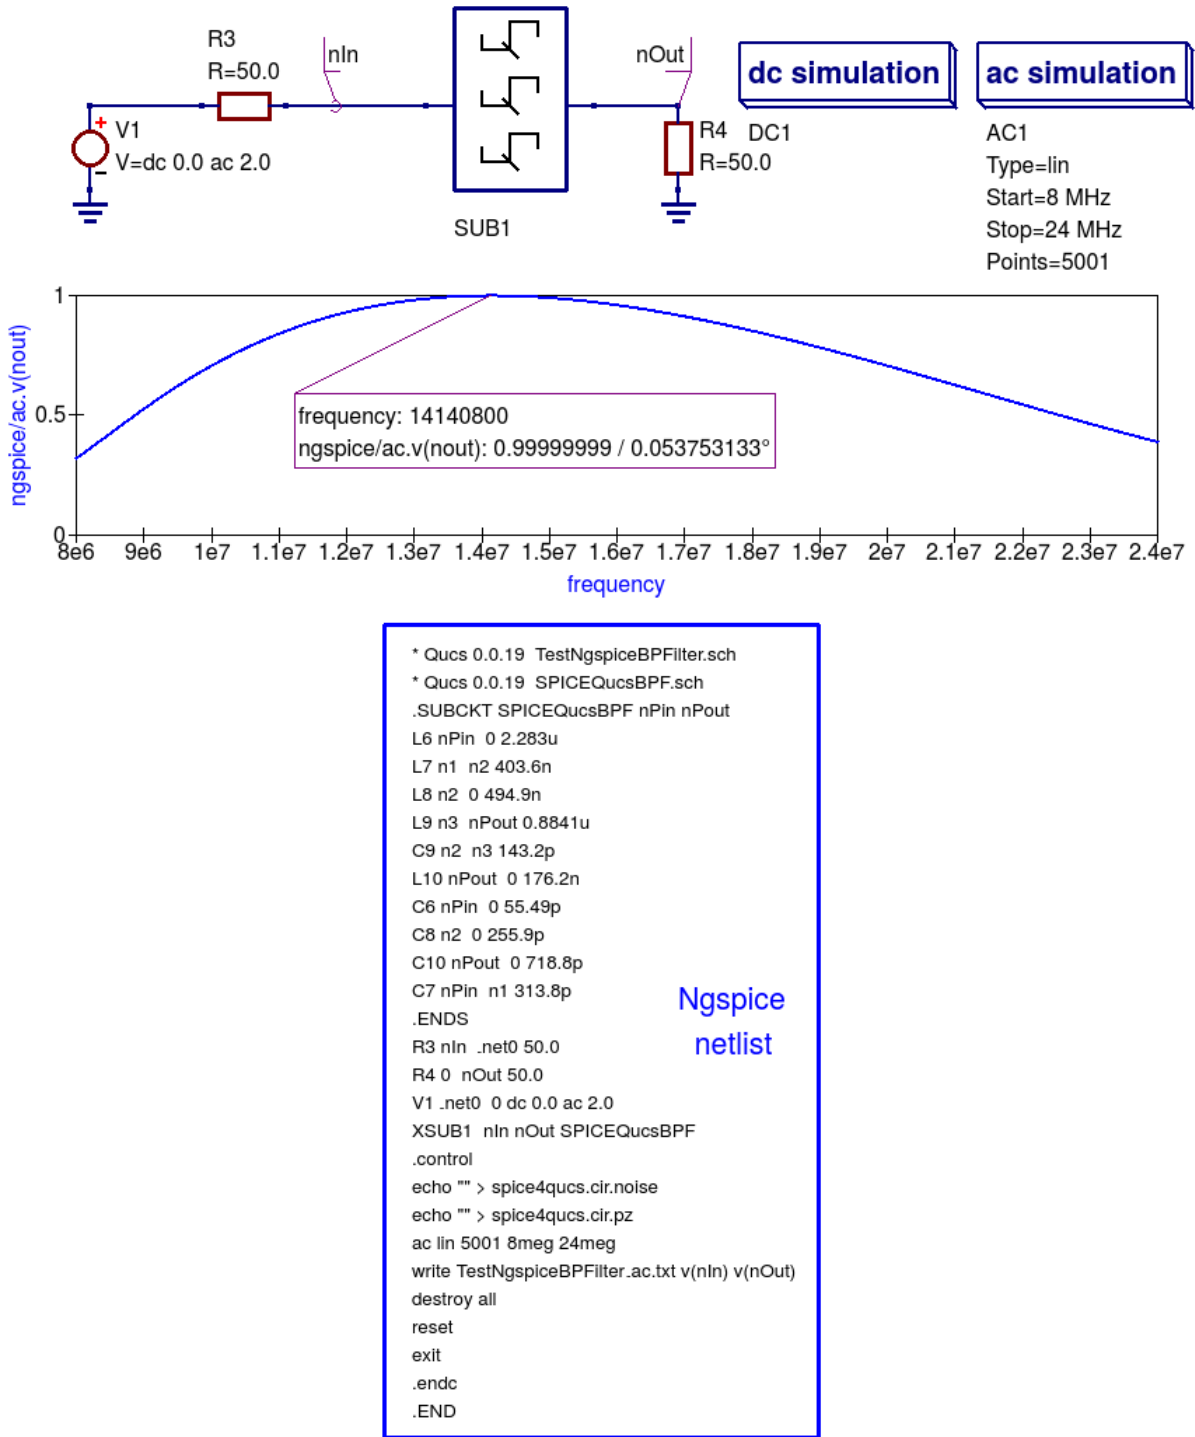 R3
R=50.0
nIn
nOut
dc simulation
ac simulation
+
V1
V=dc 0.0 ac 2.0
R4
R=50.0
DC1
AC1
Type=lin
Start=8 MHz
Stop=24 MHz
Points=5001
SUB1
ngspice/ac.v(nout)
1
0.5
0
frequency: 14140800
ngspice/ac.v(nout): 0.99999999 / 0.053753133°
8e6 9e6 1e7 1.1e7 1.2e7 1.3e7 1.4e7 1.5e7 1.6e7 1.7e7 1.8e7 1.9e7 2e7 2.1e7 2.2e7 2.3e7 2.4e7
frequency
* Qucs 0.0.19 TestNgspiceBPFilter.sch
* Qucs 0.0.19 SPICEQucsBPF.sch
.SUBCKT SPICEQucsBPF nPin nPout
L6 nPin 0 2.283u
L7 n1 n2 403.6n
L8 n2 0 494.9n
L9 n3 nPout 0.8841u
C9 n2 n3 143.2p
L10 nPout 0 176.2n
C6 nPin 0 55.49p
C8 n2 0 255.9p
C10 nPout 0 718.8p
C7 nPin n1 313.8p
.ENDS
R3 nIn _net0 50.0
R4 0 nOut 50.0
V1 _net0 0 dc 0.0 ac 2.0
XSUB1 nIn nOut SPICEQucsBPF
.control
echo "" > spice4qucs.cir.noise
echo "" > spice4qucs.cir.pz
ac lin 5001 8meg 24meg
write TestNgspiceBPFilter_ac.txt v(nIn) v(nOut)
destroy all
reset
exit
.endc
.END
Ngspice
netlist